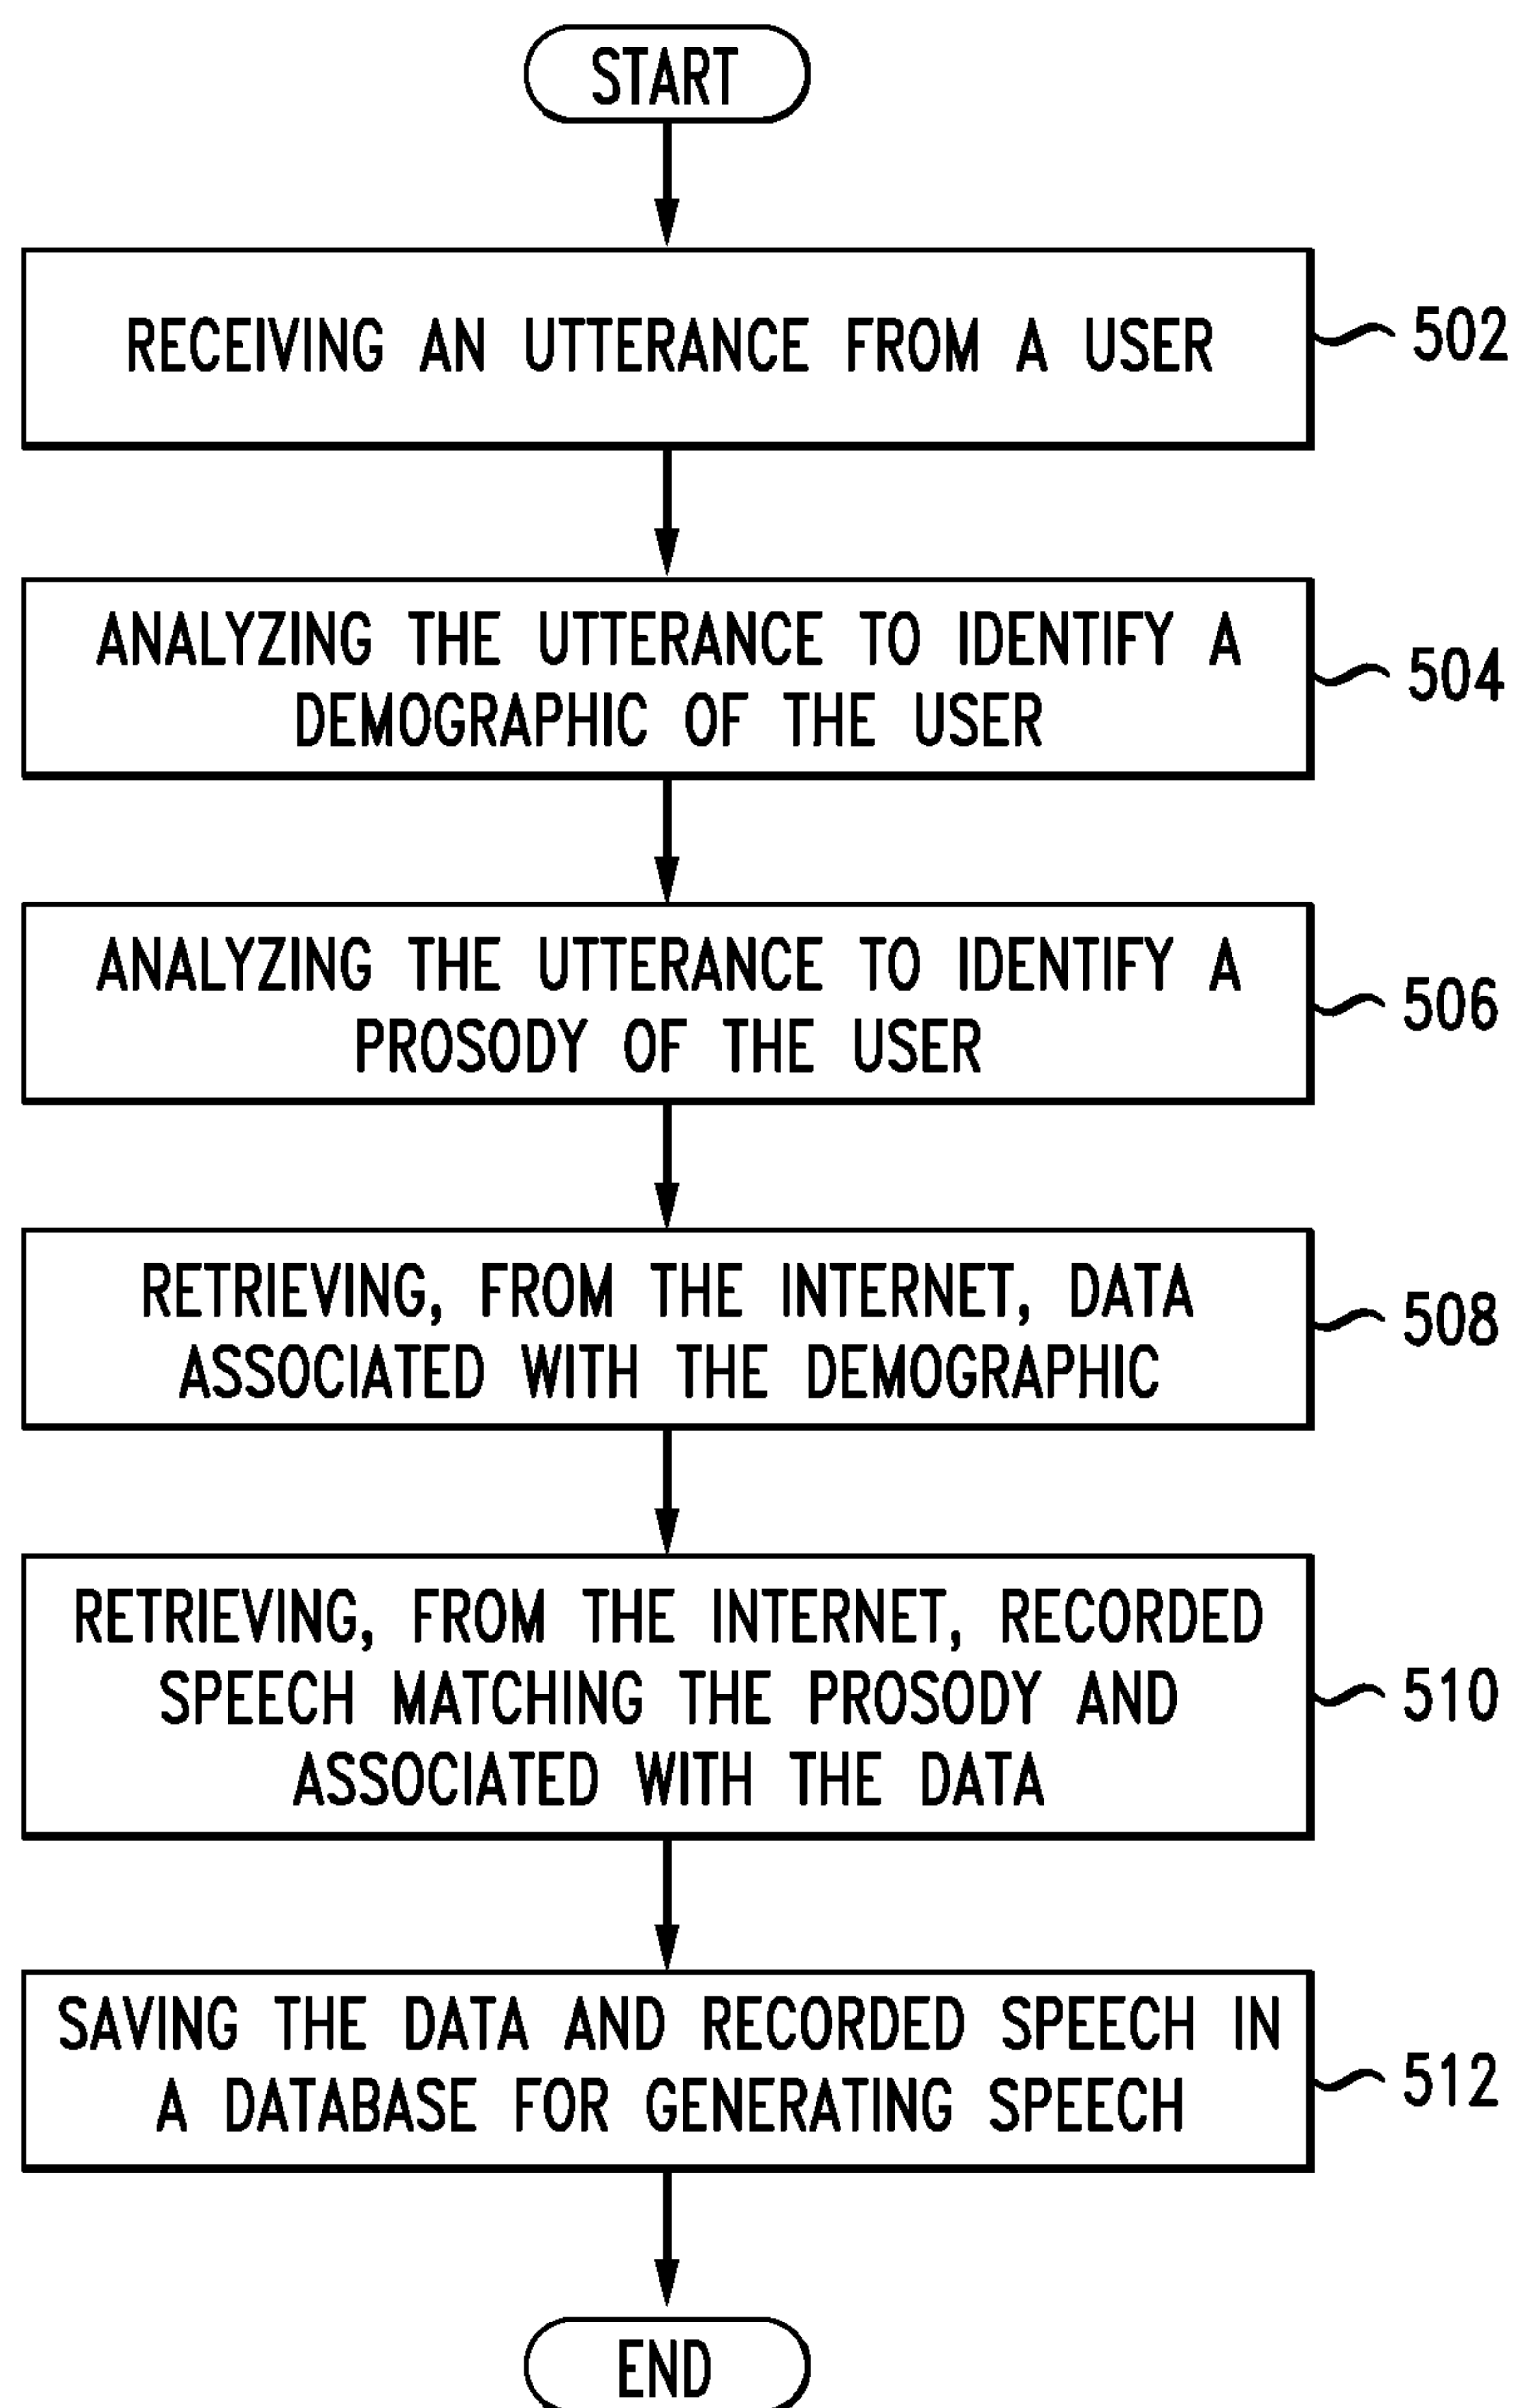 START
RECEIVING AN UTTERANCE FROM A USER
502
ANALYZING THE UTTERANCE TO IDENTIFY A
DEMOGRAPHIC OF THE USER
504
ANALYZING THE UTTERANCE TO IDENTIFY A
PROSODY OF THE USER
506
RETRIEVING, FROM THE INTERNET, DATA
ASSOCIATED WITH THE DEMOGRAPHIC
508
RETRIEVING, FROM THE INTERNET, RECORDED
SPEECH MATCHING THE PROSODY AND
ASSOCIATED WITH THE DATA
510
SAVING THE DATA AND RECORDED SPEECH IN
A DATABASE FOR GENERATING SPEECH
512
END